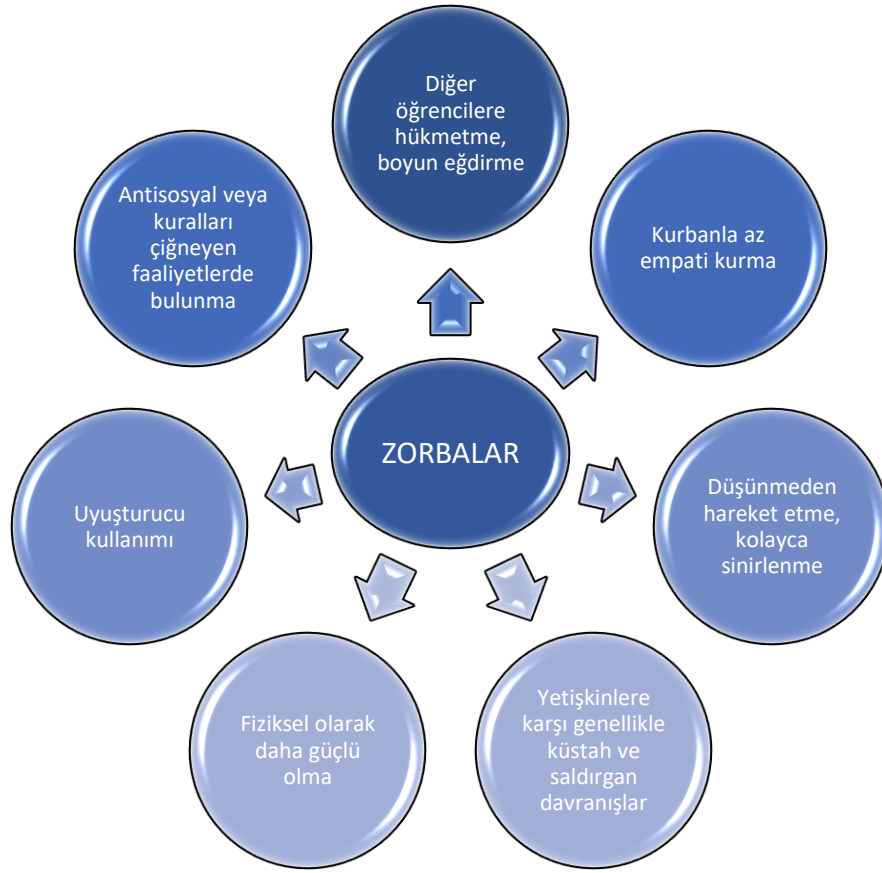 Diğer
öğrencilere
hükmetme,
boyun eğdirme
Kurbanla az
empati kurma
Düşünmeden
hareket etme,
kolayca
sinirlenme
Yetişkinlere
karşı genellikle
küstah ve
saldırgan
davranışlar
Fiziksel olarak
daha güçlü
olma
Uyuşturucu
kullanımı
Antisosyal veya
kuralları
çiğneyen
faaliyetlerde
bulunma
ZORBALAR